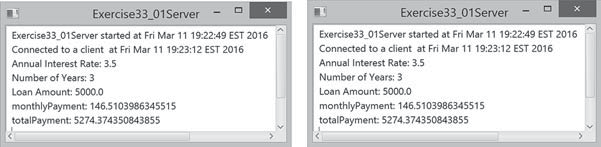 Exercise33_01Server
Exercise33_01Server started at Fri Mar 11 19:22:49 EST 2016
Connected to a client  at Fri Mar 11 19:23:12 EST 2016
Annual Interest Rate: 3.5
Number of Years: 3
Loan Amount: 5000.0
monthlyPayment: 146.5103986345515
totalPayment: 5274.374350843855
Exercise33_01Server
Exercise33_01Server started at Fri Mar 11 19:22:49 EST 2016
Connected to a client  at Fri Mar 11 19:23:12 EST 2016
Annual Interest Rate: 3.5
Number of Years: 3
Loan Amount: 5000.0
monthlyPayment: 146.5103986345515
totalPayment: 5274.374350843855